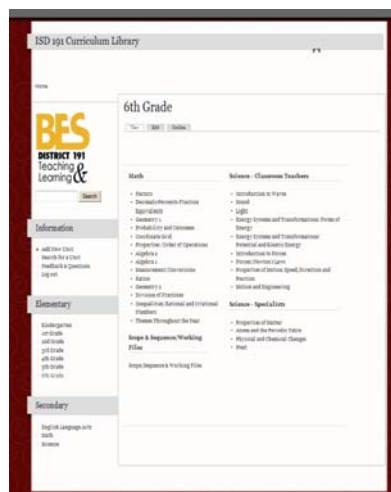 ISD 191 Curriculum Library
Home
BES
DISTRICT 191
Teaching &
Learning
Search
Information
Add New Unit
Search for a Unit
Feedback & Questions
Log out
Elementary
Kindergarten
1st Grade
2nd Grade
3rd Grade
4th Grade
5th Grade
6th Grade
Secondary
English Language Arts
Math
Science
6th Grade
View Edit Outline
Math
Factors
Decimals-Percents-Fraction
Equivalents
Geometry 1
Probability and Outcomes
Coordinate Grid
Properties: Order of Operations
Algebra 1
Algebra 2
Measurement Conversions
Ratios
Geometry 2
Division of Fractions
Inequalities: Rational and Irrational
Numbers
Themes Throughout the Year
Scope & Sequence/Working
Files
Scope/Sequence & Working Files
Science - Classroom Teachers
Introduction to Waves
Sound
Light
Energy Systems and Transformations: Forms of
Energy
Energy Systems and Transformations:
Potential and Kinetic Energy
Introduction to Forces
Forces: Newton's Laws
Properties of Motion: Speed, Direction and
Position
Motion and Engineering
Science - Specialists
Properties of Matter
Atoms and the Periodic Table
Physical and Chemical Changes
Heat